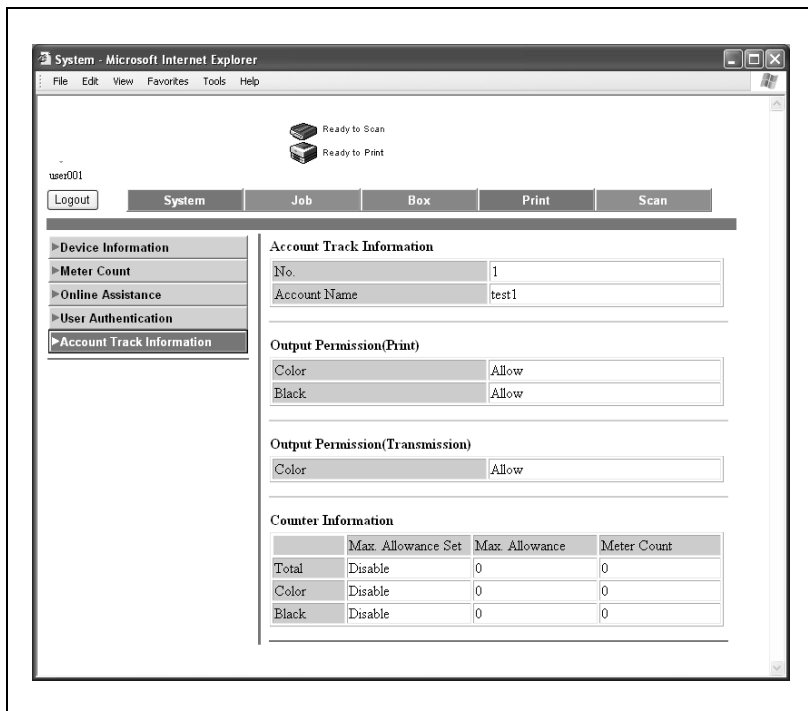 System - Microsoft Internet Explorer
File Edit View Favorites Tools Help
Ready to Scan
Ready to Print
-
user001
Logout System Job Box Print Scan
Device Information
Meter Count
Online Assistance
User Authentication
Account Track Information
Account Track Information
No. 1
Account Name test1
Output Permission(Print)
Color Allow
Black Allow
Output Permission(Transmission)
Color Allow
Counter Information
Max. Allowance Set Max. Allowance Meter Count
Total Disable 0 0
Color Disable 0 0
Black Disable 0 0